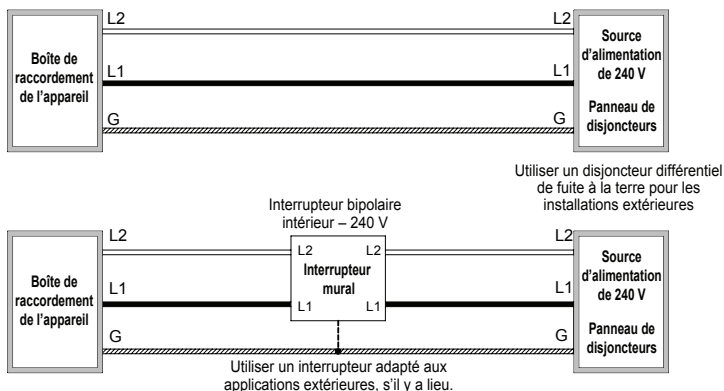 L2
L2
Boîte de
raccordement
de l'appareil
Source
d'alimentation
de 240 V
L1
L1
Panneau de
disjoncteurs
G
G
Utiliser un disjoncteur différentiel
de fuite à la terre pour les
installations extérieures
Interrupteur bipolaire
intérieur – 240 V
L2
L2
L2
L2
Boîte de
raccordement
de l'appareil
Interrupteur
mural
Source
d'alimentation
de 240 V
L1
L1
L1
L1
Panneau de
disjoncteurs
G
G
Utiliser un interrupteur adapté aux
applications extérieures, s'il y a lieu.